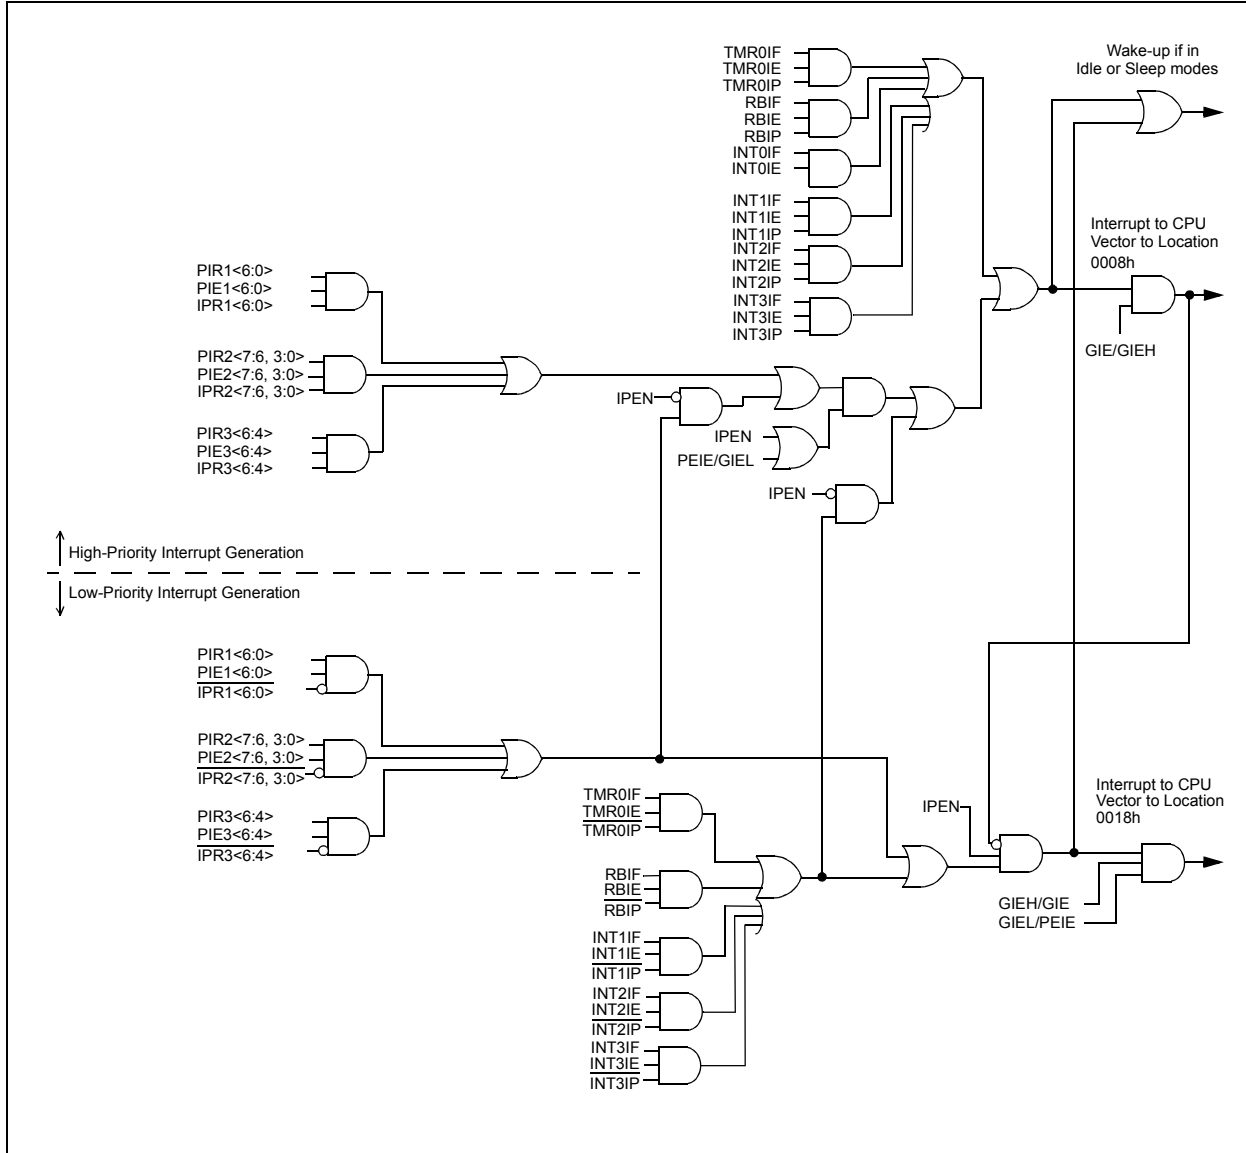 Wake-up if in
Idle or Sleep modes
TMR0IF
TMR0IE
TMR0IP
RBIF
RBIE
RBIP
INT0IF
INT0IE
INT1IF
INT1IE
INT1IP
INT2IF
INT2IE
INT2IP
INT3IF
INT3IE
INT3IP
Interrupt to CPU
Vector to Location
0008h
GIE/GIEH
PIR1<6:0>
PIE1<6:0>
IPR1<6:0>
PIR2<7:6, 3:0>
PIE2<7:6, 3:0>
IPR2<7:6, 3:0>
PIR3<6:4>
PIE3<6:4>
IPR3<6:4>
IPEN
IPEN
PEIE/GIEL
IPEN
High-Priority Interrupt Generation
Low-Priority Interrupt Generation
PIR1<6:0>
PIE1<6:0>
IPR1<6:0>
PIR2<7:6, 3:0>
PIE2<7:6, 3:0>
IPR2<7:6, 3:0>
PIR3<6:4>
PIE3<6:4>
IPR3<6:4>
TMR0IF
TMR0IE
TMR0IP
RBIF
RBIE
RBIP
INT1IF
INT1IE
INT1IP
INT2IF
INT2IE
INT2IP
INT3IF
INT3IE
INT3IP
IPEN
Interrupt to CPU
Vector to Location
0018h
GIEH/GIE
GIEL/PEIE